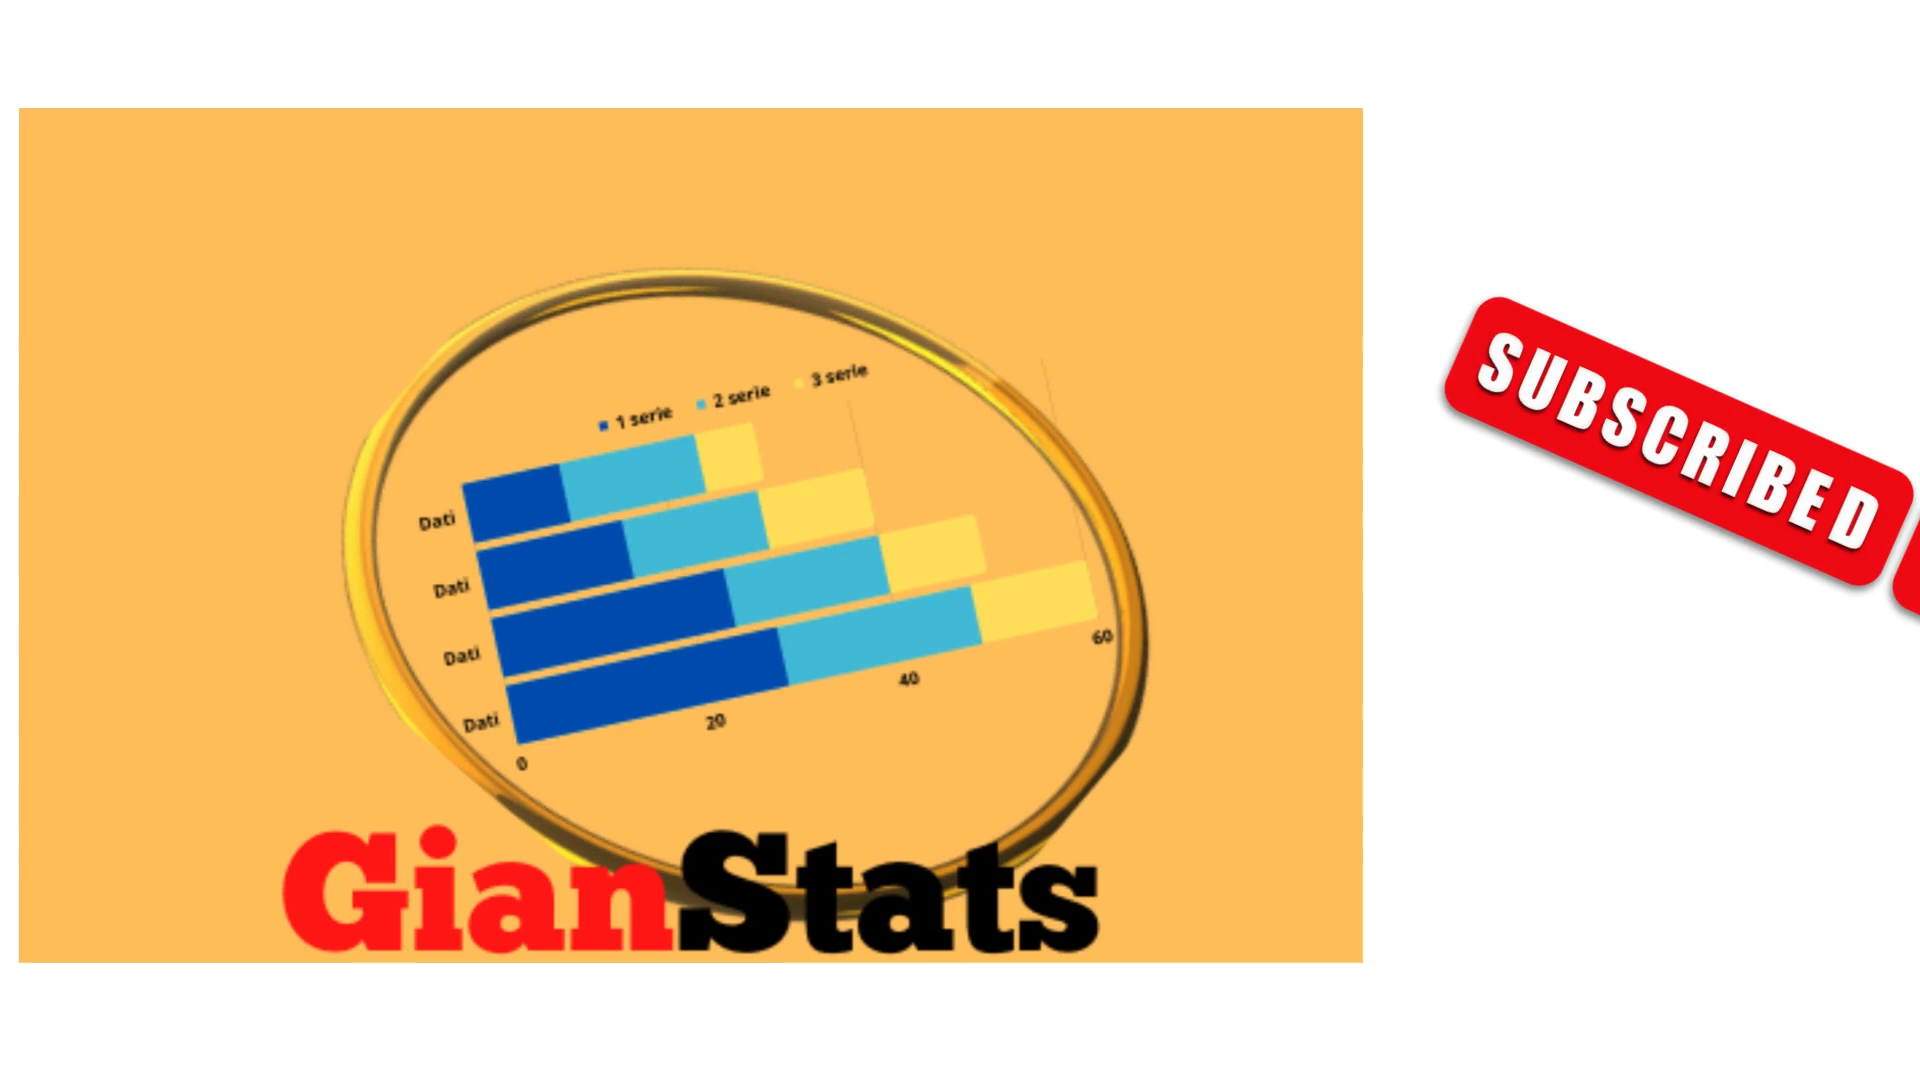 1 serie 2 serie 3 serie
Dati
Dati
Dati
Dati
0 20 40 60
GianStats
SUBSCRIBED